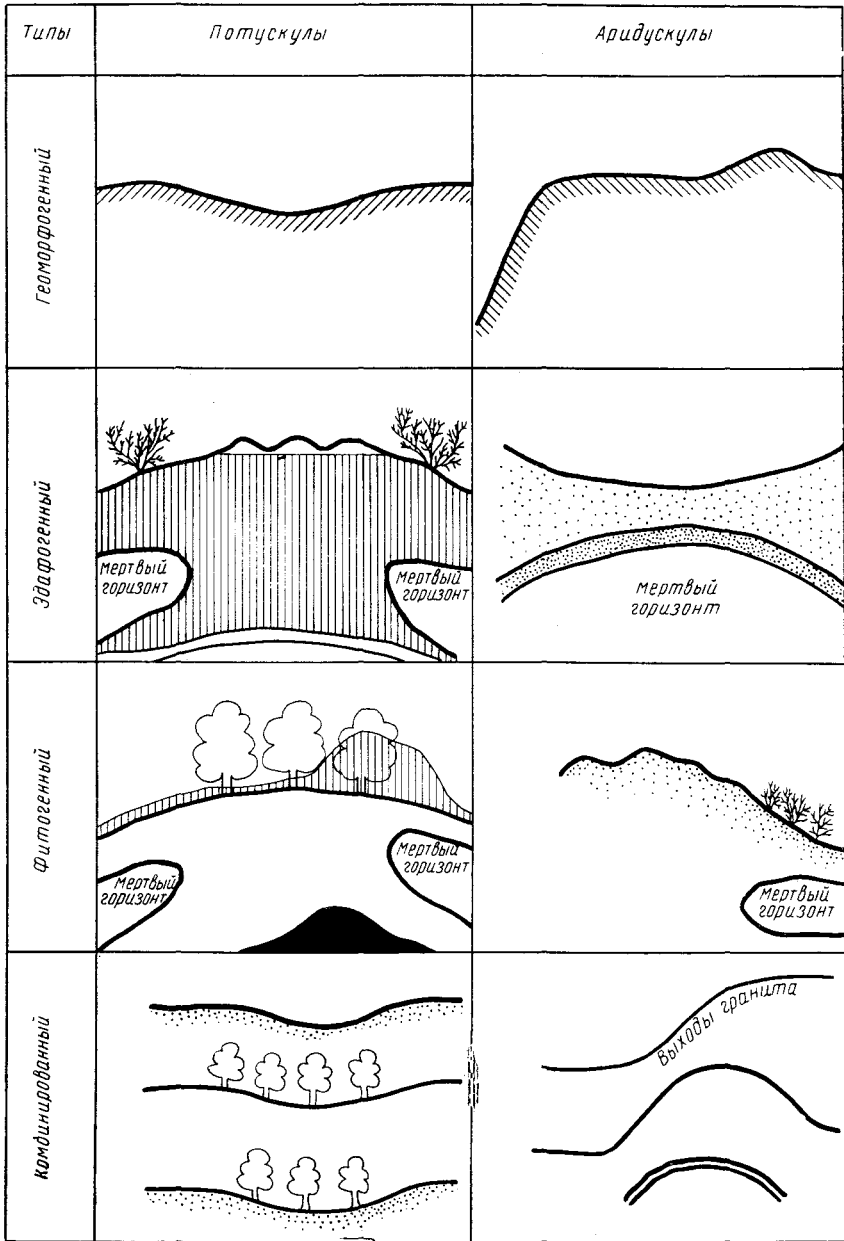 Типы
Потускулы
Аридускулы
Геоморфогенный
Эдафогенный
Мертвый
горизонт
Мертвый
горизонт
Мертвый
горизонт
Фитогенный
Мертвый
горизонт
Мертвый
горизонт
Мертвый
горизонт
Комбинированный
Выходы гранита